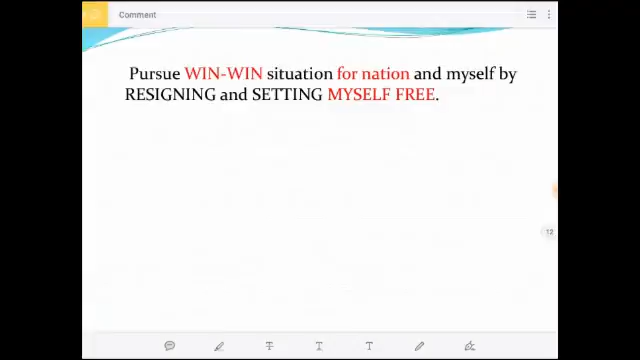 Comment
Pursue WIN-WIN situation for nation and myself by
RESIGNING and SETTING MYSELF FREE.
12